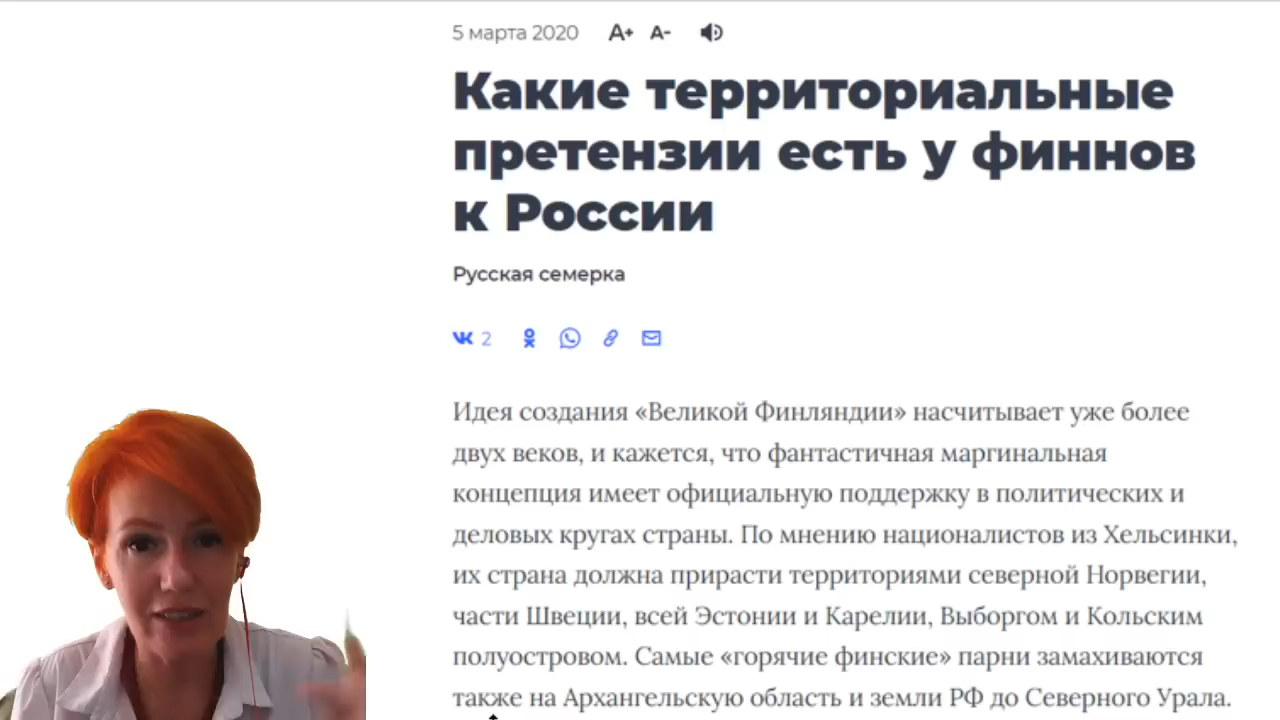 5 марта 2020 А+ А-
Какие территориальные
претензии есть у финнов
к России
Русская семерка
2
Идея создания «Великой Финляндии» насчитывает уже более
двух веков, и кажется, что фантастичная маргинальная
концепция имеет официальную поддержку в политических и
деловых кругах страны. По мнению националистов из Хельсинки,
их страна должна прирасти территориями северной Норвегии,
части Швеции, всей Эстонии и Карелии, Выборгом и Кольским
полуостровом. Самые «горячие финские» парни замахиваются
также на Архангельскую область и земли РФ до Северного Урала.